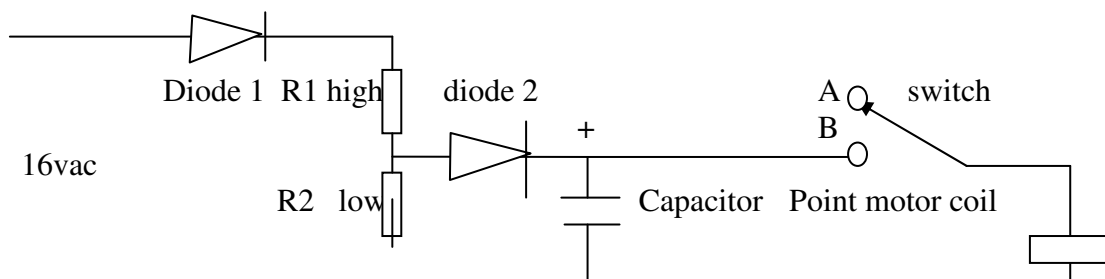 Diode 1 R1 high diode 2 + A switch
B
16vac
R2 low Capacitor Point motor coil